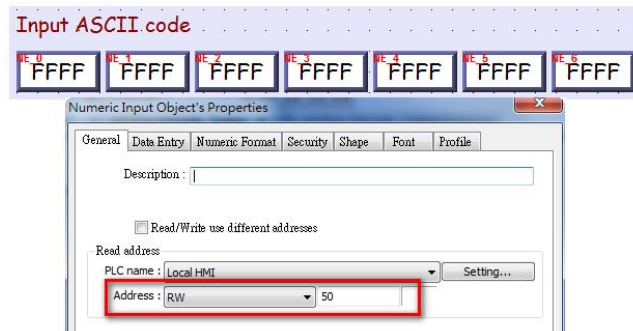 Input ASCII code
NE_0 NE_1 NE_2 NE_3 NE_4 NE_5 NE_6
FFFF FFFF FFFF FFFF FFFF FFFF FFFF
Numeric Input Object's Properties
General Data Entry Numeric Format Security Shape Font Profile
Description :
Read/Write use different addresses
Read address
PLC name : Local HMI Setting...
Address : RW 50